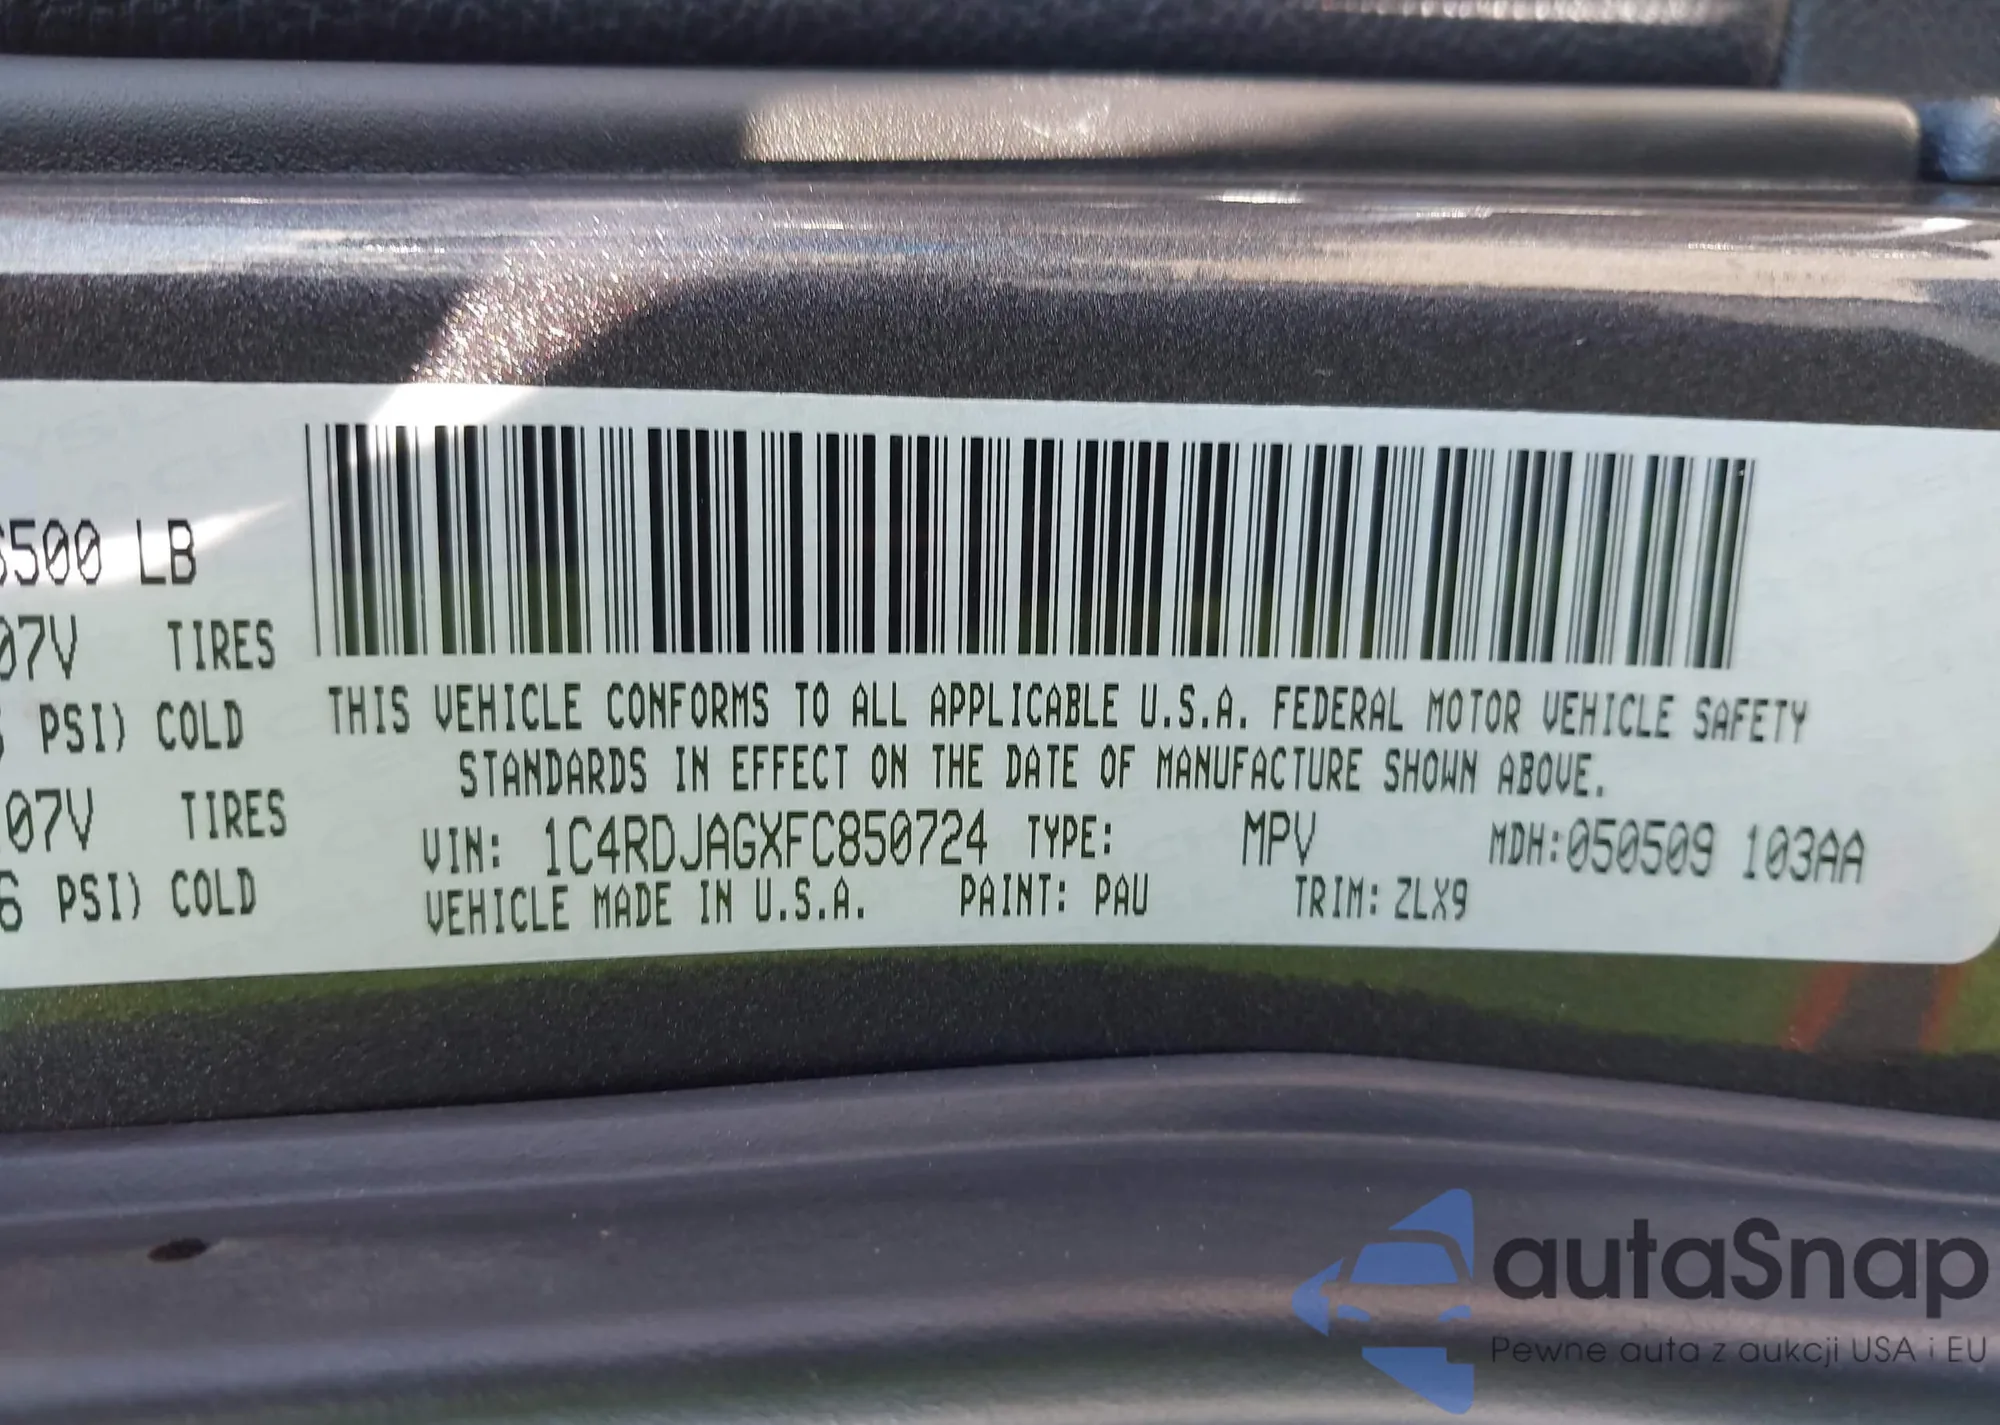 6500 LB
07V TIRES
PSI) COLD
07V TIRES
6 PSI) COLD
THIS VEHICLE CONFORMS TO ALL APPLICABLE U.S.A. FEDERAL MOTOR VEHICLE SAFETY
STANDARDS IN EFFECT ON THE DATE OF MANUFACTURE SHOWN ABOVE.
VIN: 1C4RDJAGXFC850724 TYPE: MPV MDH:050509 103AA
VEHICLE MADE IN U.S.A. PAINT: PAU TRIM: ZLX9
autaSnap
Pewne auta z aukcji USA i EU